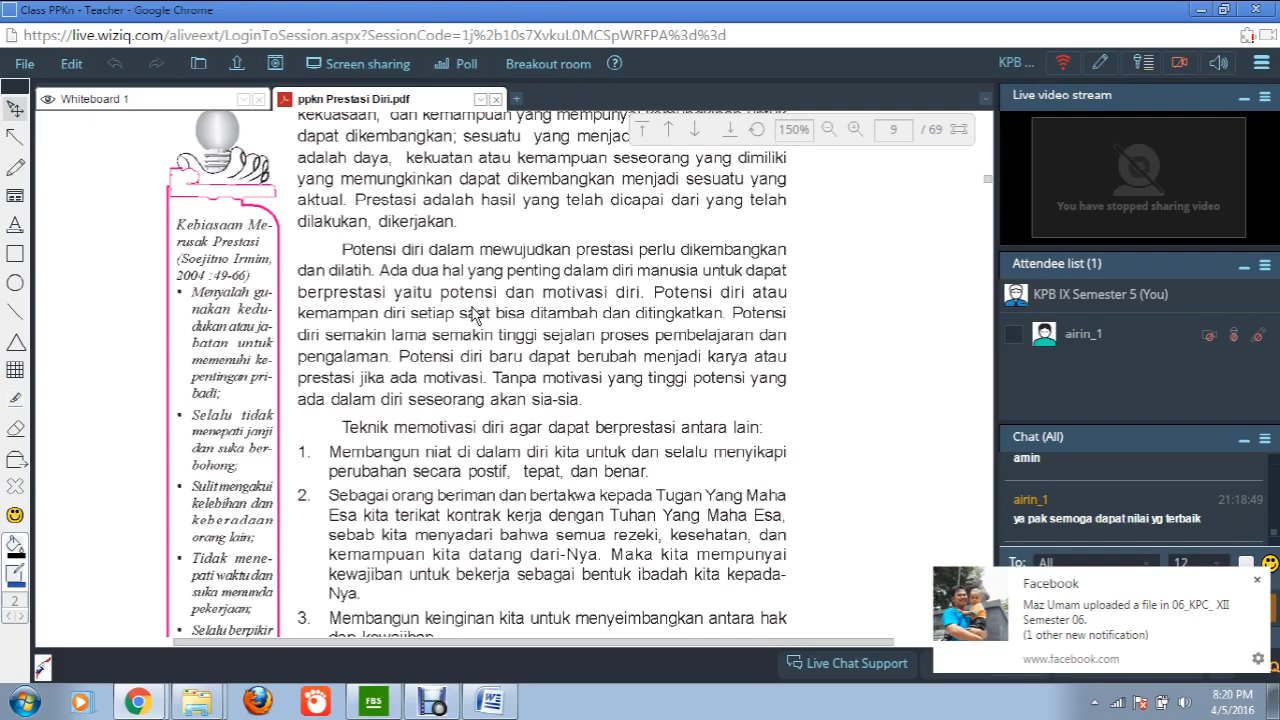 Class PPKn - Teacher - Google Chrome
https://live.wiziq.com/aliveext/LoginToSession.aspx?SessionCode=1j%2b10s7XvkuL0MCSpWRFPA%3d%3d
File Edit Screen sharing Poll Breakout room KPB ...
Whiteboard 1
ppkn Prestasi Diri.pdf
150% 9 / 69
kekuasaan, dan kemampuan yang
dapat dikembangkan; sesuatu yang
adalah daya, kekuatan atau kemampuan seseorang yang dimiliki
yang memungkinkan dapat dikembangkan menjadi sesuatu yang
aktual. Prestasi adalah hasil yang telah dicapai dari yang telah
dilakukan, dikerjakan.
Potensi diri dalam mewujudkan prestasi perlu dikembangkan
dan dilatih. Ada dua hal yang penting dalam diri manusia untuk dapat
berprestasi yaitu potensi dan motivasi diri. Potensi diri atau
kemampan diri setiap saat bisa ditambah dan ditingkatkan. Potensi
diri semakin lama semakin tinggi sejalan proses pembelajaran dan
pengalaman. Potensi diri baru dapat berubah menjadi karya atau
prestasi jika ada motivasi. Tanpa motivasi yang tinggi potensi yang
ada dalam diri seseorang akan sia-sia.
Teknik memotivasi diri agar dapat berprestasi antara lain:
1. Membangun niat di dalam diri kita untuk dan selalu menyikapi
perubahan secara postif, tepat, dan benar.
2. Sebagai orang beriman dan bertakwa kepada Tugan Yang Maha
Esa kita terikat kontrak kerja dengan Tuhan Yang Maha Esa,
sebab kita menyadari bahwa semua rezeki, kesehatan, dan
kemampuan kita datang dari-Nya. Maka kita mempunyai
kewajiban untuk bekerja sebagai bentuk ibadah kita kepada-
Nya.
3. Membangun keinginan kita untuk menyeimbangkan antara hak
dan kewajiban
Kebiasaan Me-
rusak Prestasi
(Soejitno Irmim,
2004 :49-66)
• Menyalah gu-
nakan kedu-
dukan atau ja-
batan untuk
memenuhi ke-
pentingan pri-
badi;
• Selalu tidak
menepati janji
dan suka ber-
bohong;
• Sulit mengakui
kelebihan dan
keberadaan
orang lain;
• Tidak mene-
pati waktu dan
suka menunda
pekerjaan;
• Selalu berpikir
2
Live video stream
You have stopped sharing video
Attendee list (1)
KPB IX Semester 5 (You)
airin_1
Chat (All)
amin
airin_1 21:18:49
ya pak semoga dapat nilai yg terbaik
To: All 12
Facebook
Maz Umam uploaded a file in 06_KPC_ XII
Semester 06.
(1 other new notification)
www.facebook.com
Live Chat Support
FBS
8:20 PM
4/5/2016